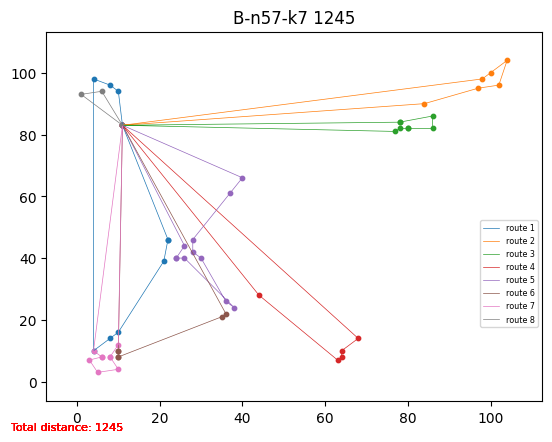 B-n57-k7 1245
100
80
60
40
20
0
route 1
route 2
route 3
route 4
route 5
route 6
route 7
route 8
0 20 40 60 80 100
Total distance: 1245